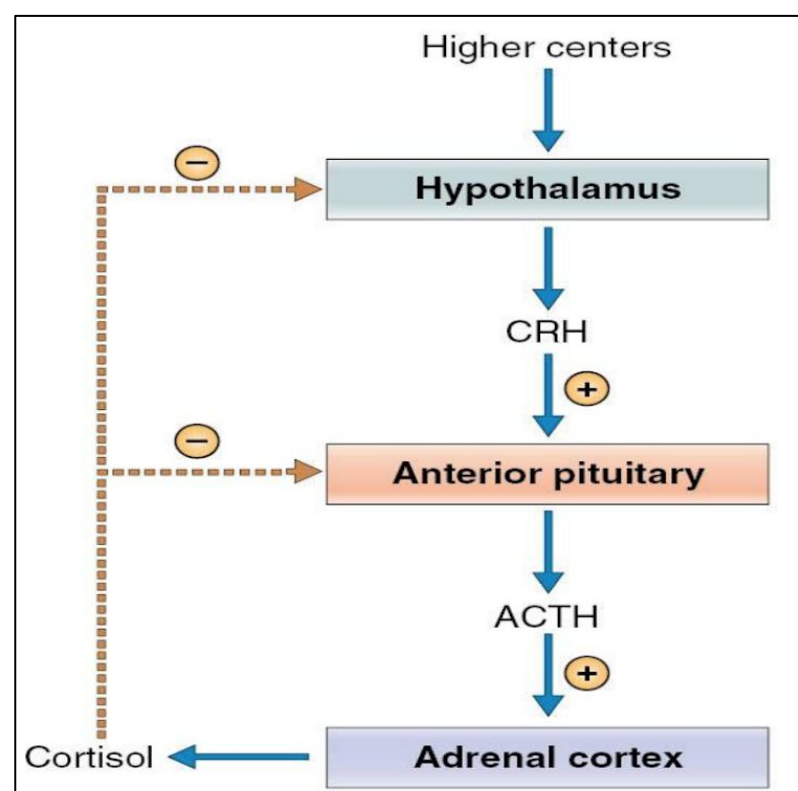 Higher centers
−
Hypothalamus
CRH
+
−
Anterior pituitary
ACTH
+
Cortisol
Adrenal cortex